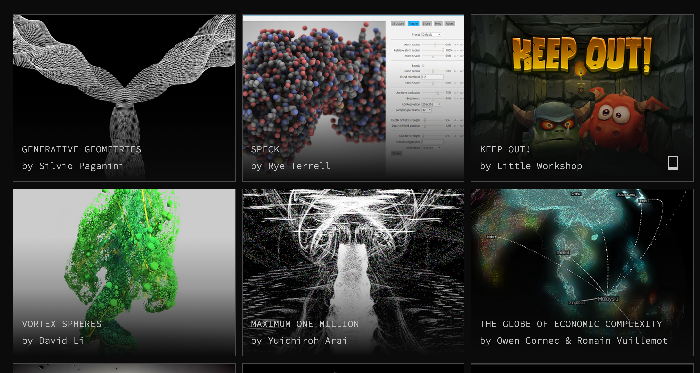 GENERATIVE GEOMETRIES
by Silvio Paganini
SPECK
by Rye Terrell
KEEP OUT!
KEEP OUT!
by Little Workshop
VORTEX SPHERES
by David Li
MAXIMUM ONE MILLION
by Yuichiroh Arai
THE GLOBE OF ECONOMIC COMPLEXITY
by Owen Cornec & Romain Vuillemot